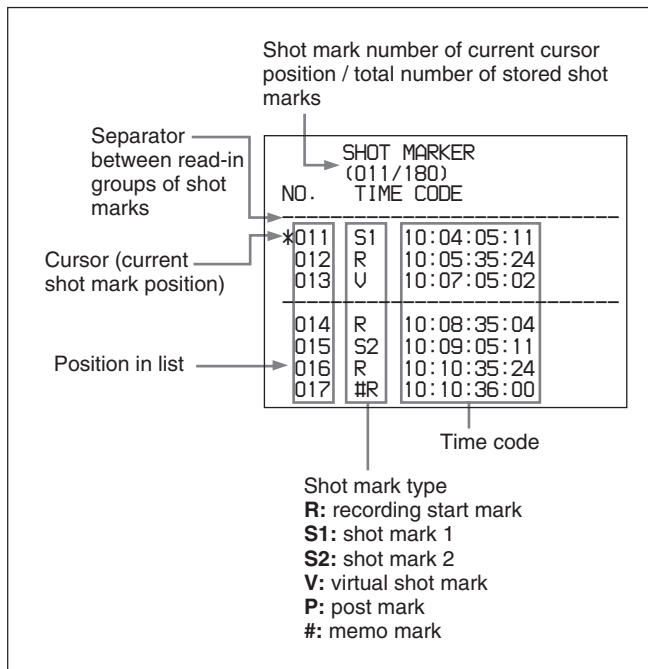 Shot mark number of current cursor
position / total number of stored shot
marks
Separator
between read-in
groups of shot
marks
SHOT MARKER
(011/180)
NO. TIME CODE
Cursor (current
shot mark position)
*011 S1 10:04:05:11
012 R 10:05:35:24
013 V 10:07:05:02
Position in list
014 R 10:08:35:04
015 S2 10:09:05:11
016 R 10:10:35:24
017 #R 10:10:36:00
Time code
Shot mark type
R: recording start mark
S1: shot mark 1
S2: shot mark 2
V: virtual shot mark
P: post mark
#: memo mark